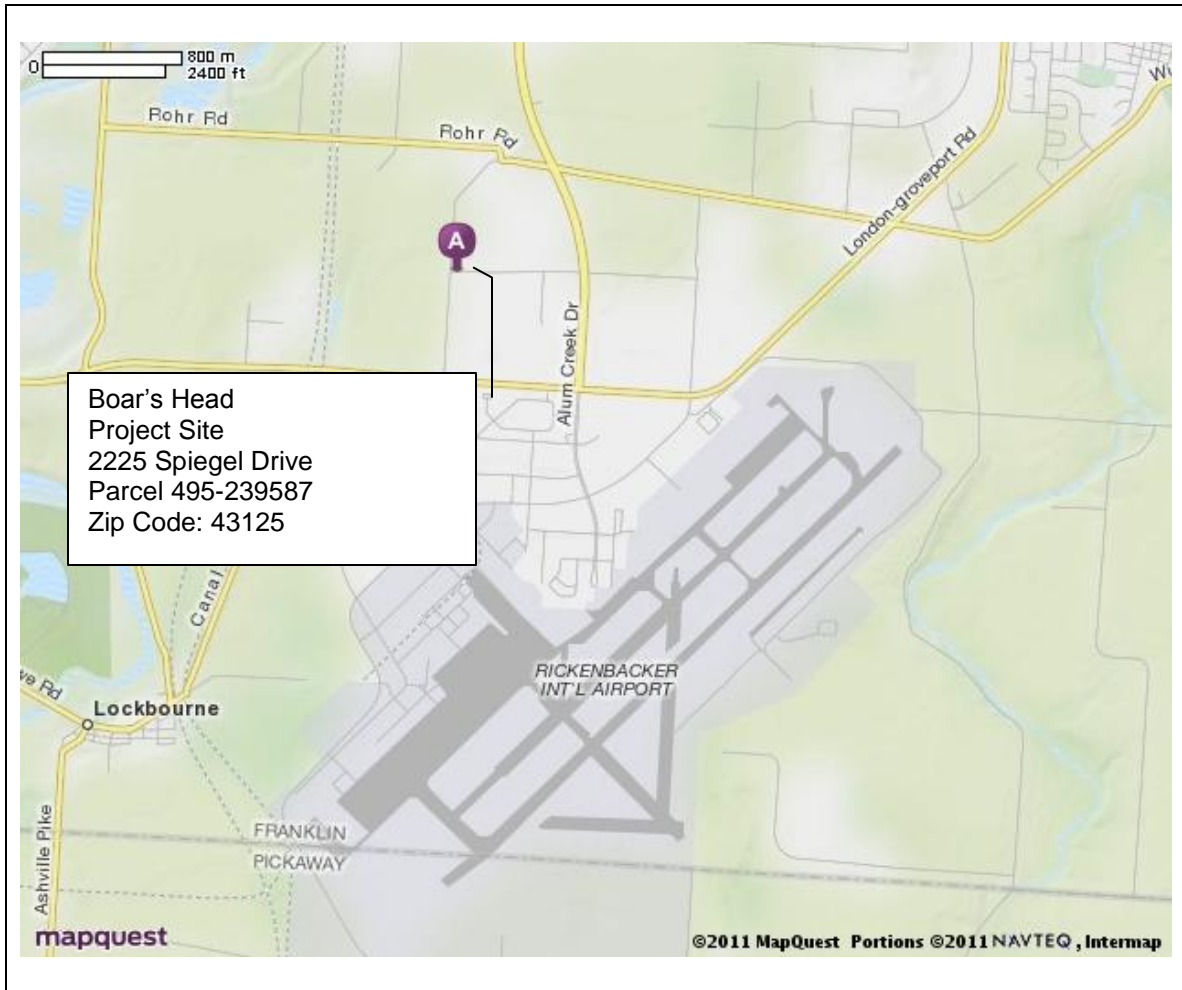 0
800 m
2400 ft
Rohr Rd
Rohr Rd
London-groveport Rd
A
Alum Creek Dr
Boar's Head
Project Site
2225 Spiegel Drive
Parcel 495-239587
Zip Code: 43125
Canal
RICKENBACKER
INT'L AIRPORT
Rd
Lockbourne
Ashville Pike
FRANKLIN
PICKAWAY
mapquest
©2011 MapQuest Portions ©2011 NAVTEQ, Intermap